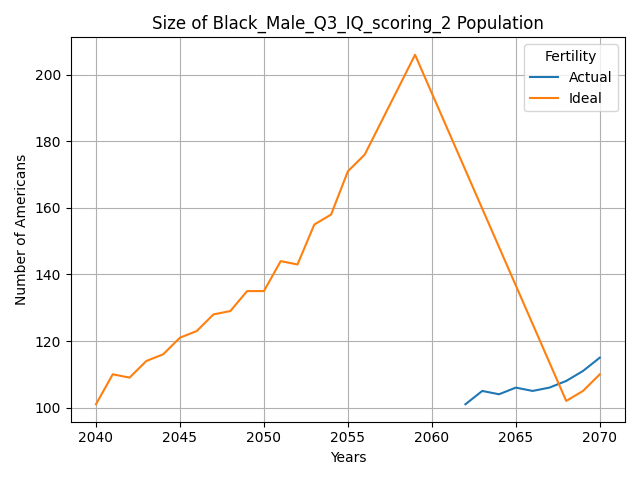 Size of Black_Male_Q3_IQ_scoring_2 Population
Fertility
Actual
Ideal
Number of Americans
200
180
160
140
120
100
2040 2045 2050 2055 2060 2065 2070
Years